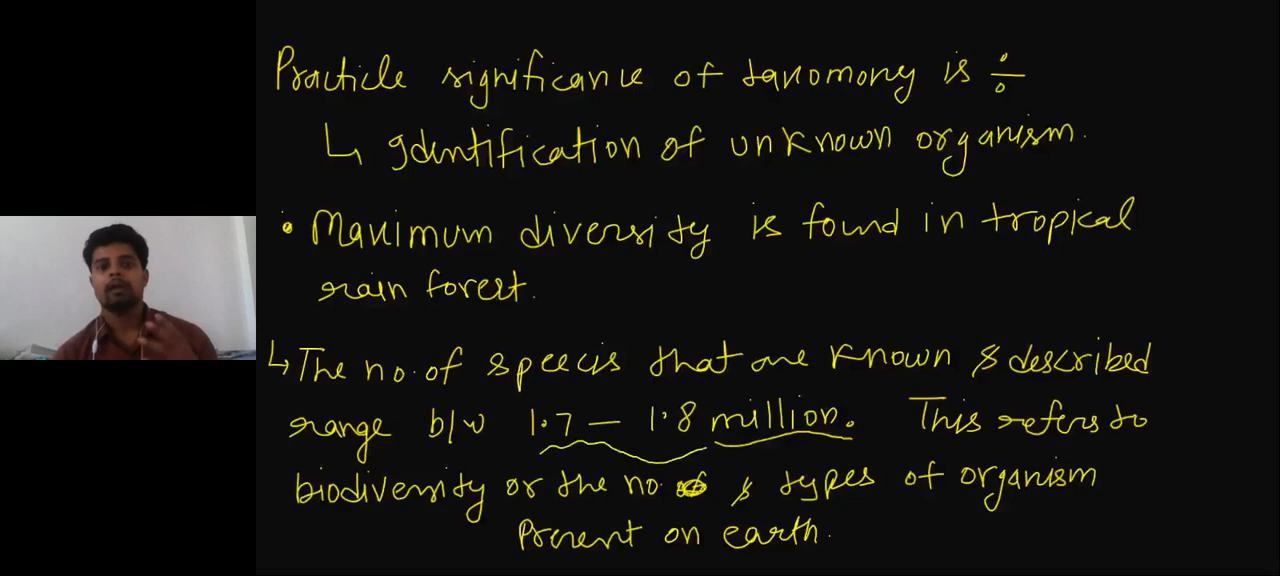 Practicle significance of taxomony is ÷
↳ Identification of unknown organism.
• Maximum diversity is found in tropical
rain forest.
↳ The no. of speecis that are known & described
range b/w 1.7 – 1.8 million. This refers to
biodiversity or the no. & types of organism
Present on earth.